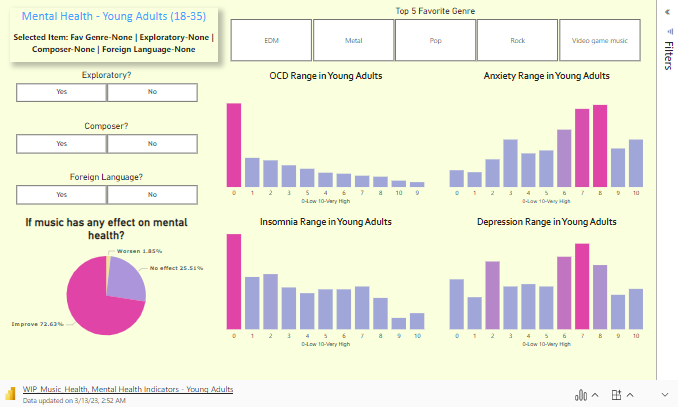 Mental Health - Young Adults (18-35)
Selected Item: Fav Genre-None | Exploratory-None |
Composer-None | Foreign Language-None
Top 5 Favorite Genre
EDM Metal Pop Rock Video game music
Filters
Exploratory?
Yes No
Composer?
Yes No
Foreign Language?
Yes No
OCD Range in Young Adults
0 1 2 3 4 5 6 7 8 10 9
0-Low 10-Very High
Anxiety Range in Young Adults
0 1 2 3 4 5 6 7 8 9 10
0-Low 10-Very High
If music has any effect on mental
health?
Worsen 1.85%
No effect 25.51%
Improve 72.63%
Insomnia Range in Young Adults
0 1 2 3 4 5 6 7 8 9 10
0-Low 10-Very High
Depression Range in Young Adults
0 1 2 3 4 5 6 7 8 9 10
0-Low 10-Very High
WIP_Music_Health, Mental Health Indicators - Young Adults
Data updated on 3/13/23, 2:52 AM